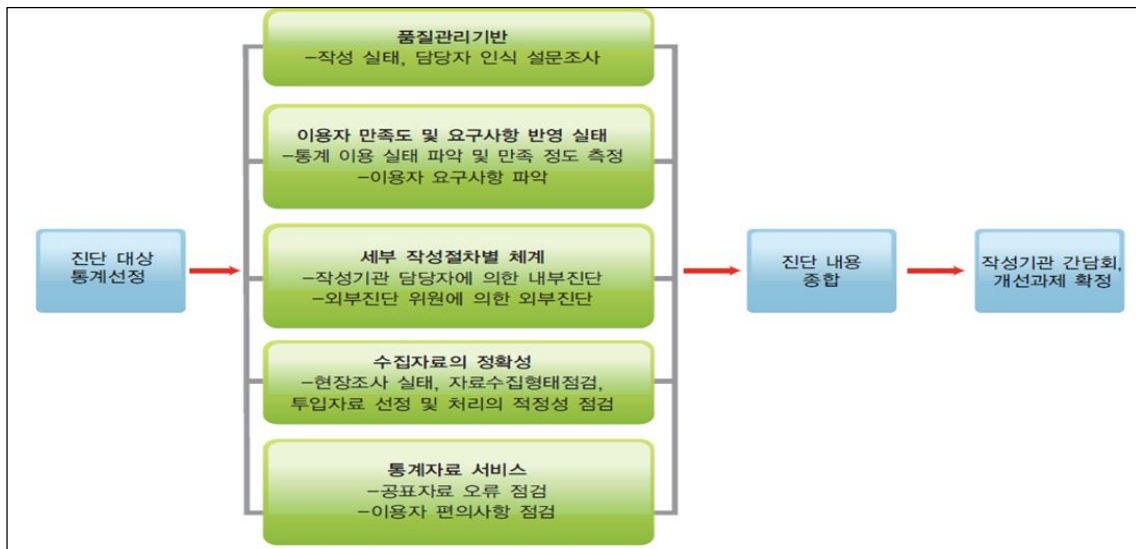 진단 대상
통계선정
품질관리기반
-작성 실태, 담당자 인식 설문조사
이용자 만족도 및 요구사항 반영 실태
-통계 이용 실태 파악 및 만족 정도 측정
-이용자 요구사항 파악
세부 작성절차별 체계
-작성기관 담당자에 의한 내부진단
-외부진단 위원에 의한 외부진단
수집자료의 정확성
-현장조사 실태, 자료수집형태점검,
투입자료 선정 및 처리의 적정성 점검
통계자료 서비스
-공표자료 오류 점검
-이용자 편의사항 점검
진단 내용
종합
작성기관 간담회,
개선과제 확정